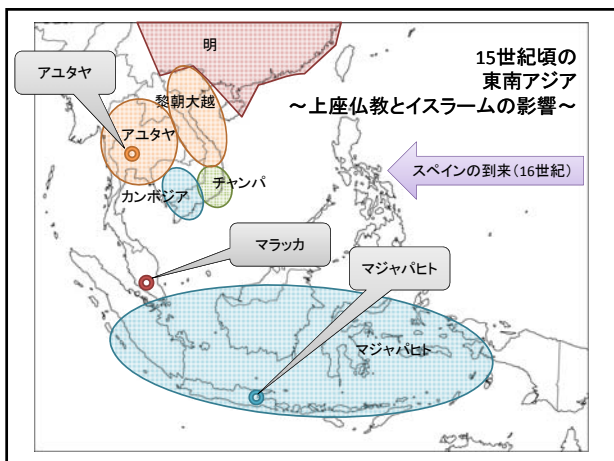 明
15世紀頃の
東南アジア
～上座仏教とイスラームの影響～
アユタヤ
黎朝大越
アユタヤ
スペインの到来(16世紀)
カンボジア
チャンパ
マラッカ
マジャパヒト
マジャパヒト